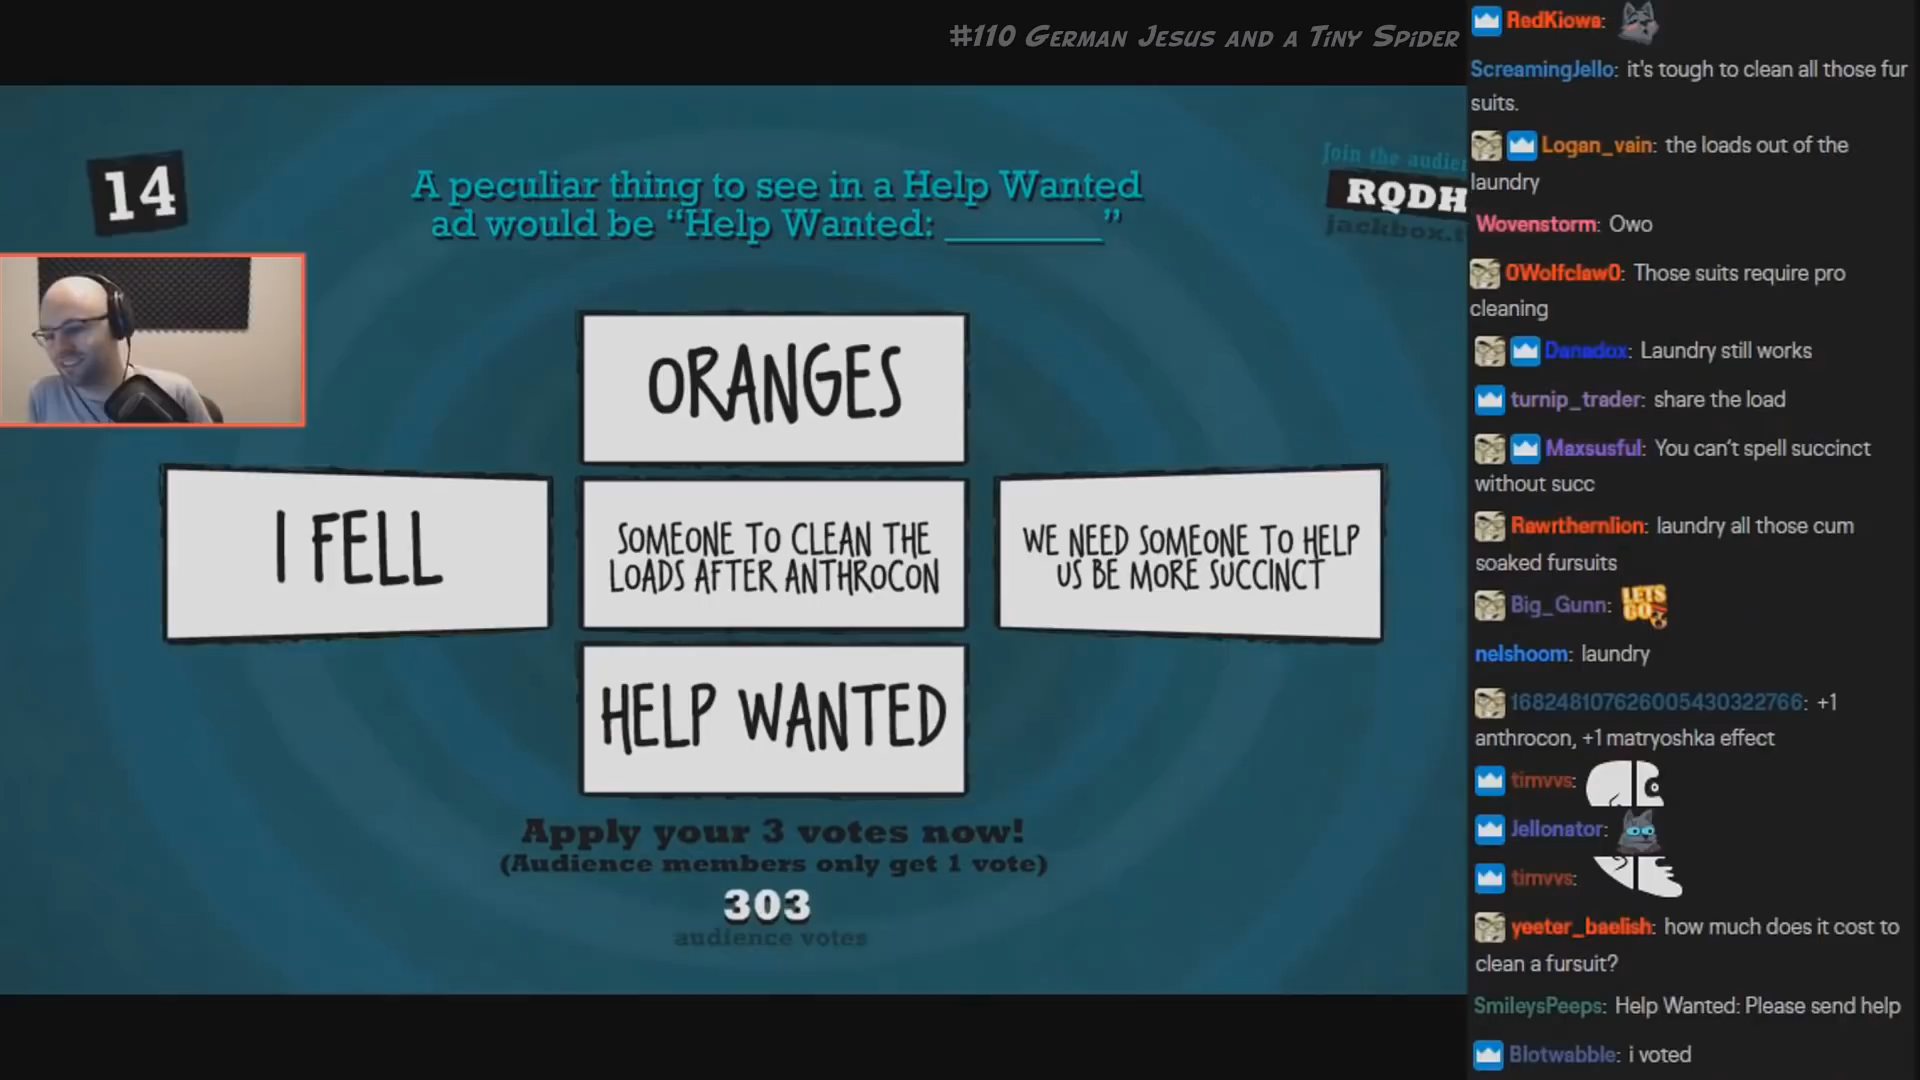 #110 German Jesus and a Tiny Spider
14
A peculiar thing to see in a Help Wanted
ad would be “Help Wanted: ________”
Join the audien
RQDH
jackbox.t
ORANGES
I FELL
SOMEONE TO CLEAN THE
LOADS AFTER ANTHROCON
WE NEED SOMEONE TO HELP
US BE MORE SUCCINCT
HELP WANTED
Apply your 3 votes now!
(Audience members only get 1 vote)
303
audience votes
RedKiowa:
ScreamingJello: it's tough to clean all those fur
suits.
Logan_vain: the loads out of the
laundry
Wovenstorm: Owo
0Wolfclaw0: Those suits require pro
cleaning
Danadox: Laundry still works
turnip_trader: share the load
Maxsusful: You can't spell succinct
without succ
Rawrthernlion: laundry all those cum
soaked fursuits
Big_Gunn: LETS GO
nelshoom: laundry
168248107626005430322766: +1
anthrocon, +1 matryoshka effect
timvvs:
Jellonator:
timvvs:
yeeter_baelish: how much does it cost to
clean a fursuit?
SmileysPeeps: Help Wanted: Please send help
Blotwabble: i voted